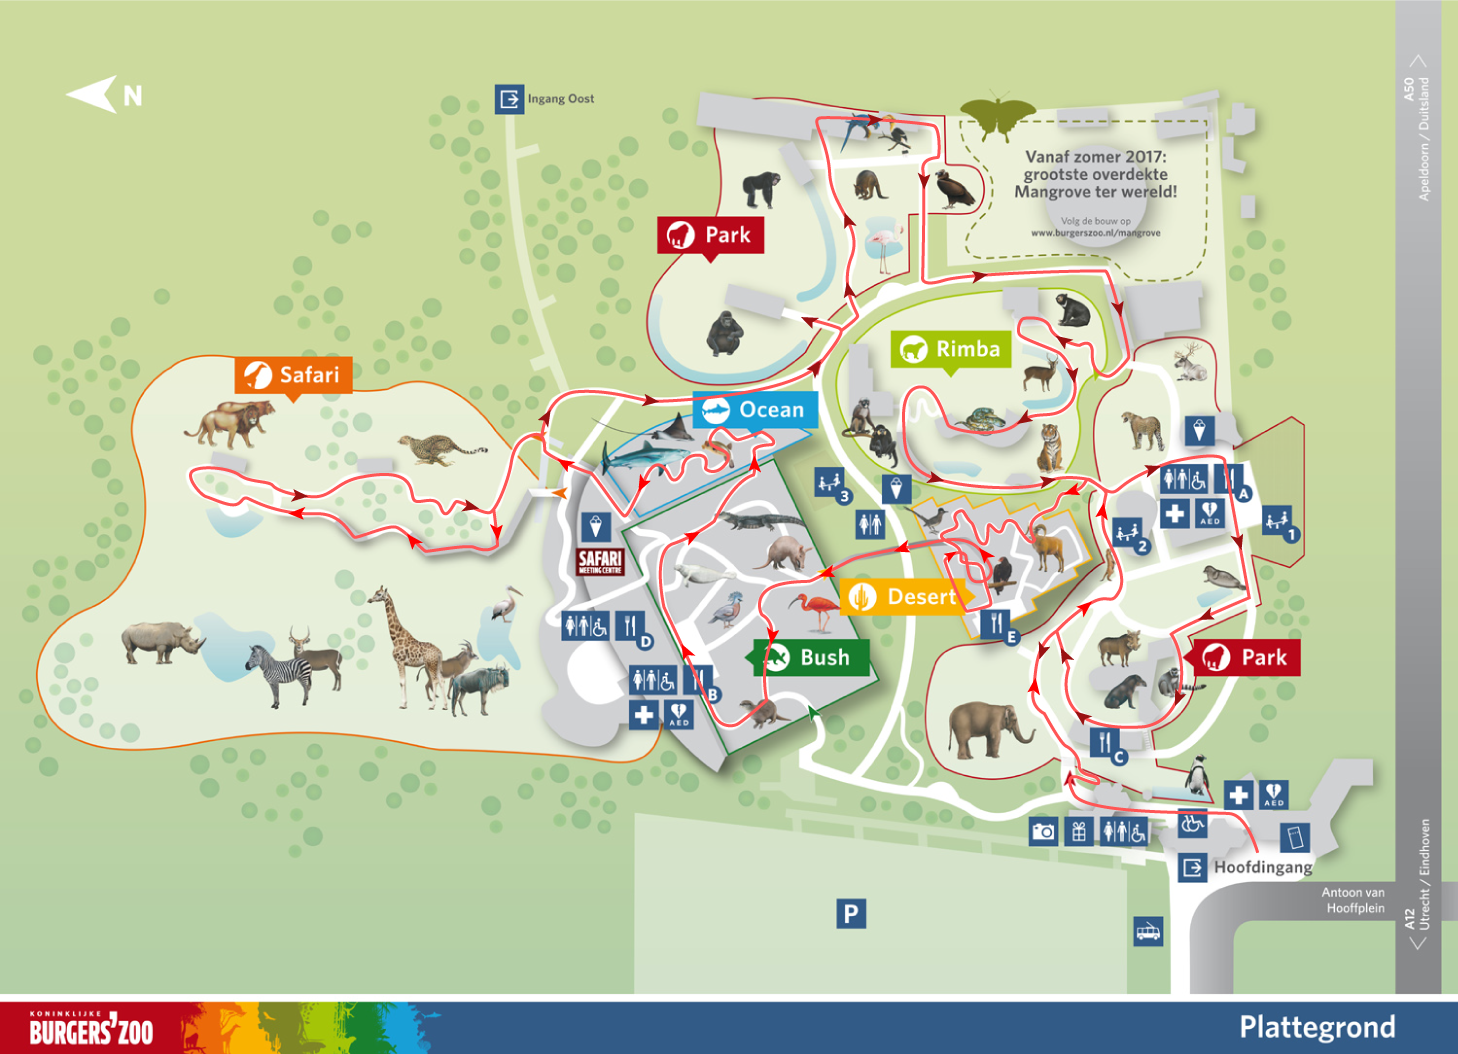 N
Ingang Oost
A50
Apeldoorn / Duitsland
Vanaf zomer 2017:
grootste overdekte
Mangrove ter wereld!
Volg de bouw op
www.burgerszoo.nl/mangrove
Park
Rimba
Safari
Ocean
3
A
AED
2
1
SAFARI
MEETING CENTRE
Desert
E
D
Bush
Park
B
AED
C
AED
Hoofdingang
Antoon van
Hooffplein
A12
Utrecht / Eindhoven
P
KONINKLIJKE
BURGERS' ZOO
Plattegrond